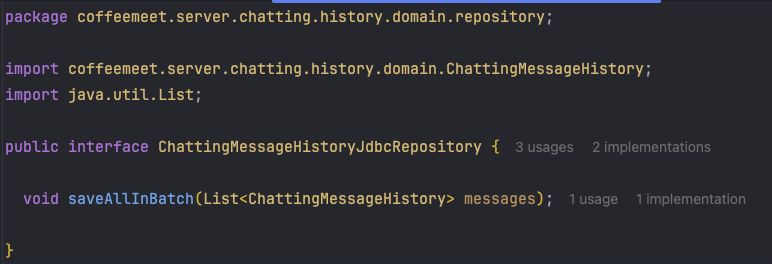 package coffeemeet.server.chatting.history.domain.repository;
import coffeemeet.server.chatting.history.domain.ChattingMessageHistory;
import java.util.List;
public interface ChattingMessageHistoryJdbcRepository { 3 usages 2 implementations
void saveAllInBatch(List<ChattingMessageHistory> messages); 1 usage 1 implementation
}